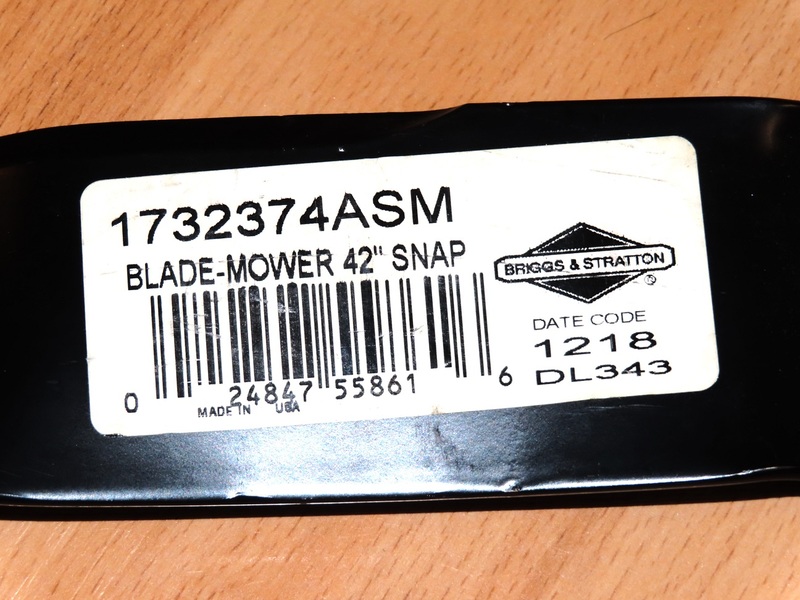 1732374ASM
BLADE-MOWER 42" SNAP
0 24847 55861 6
MADE IN USA
BRIGGS & STRATTON
®
DATE CODE
1218
DL343